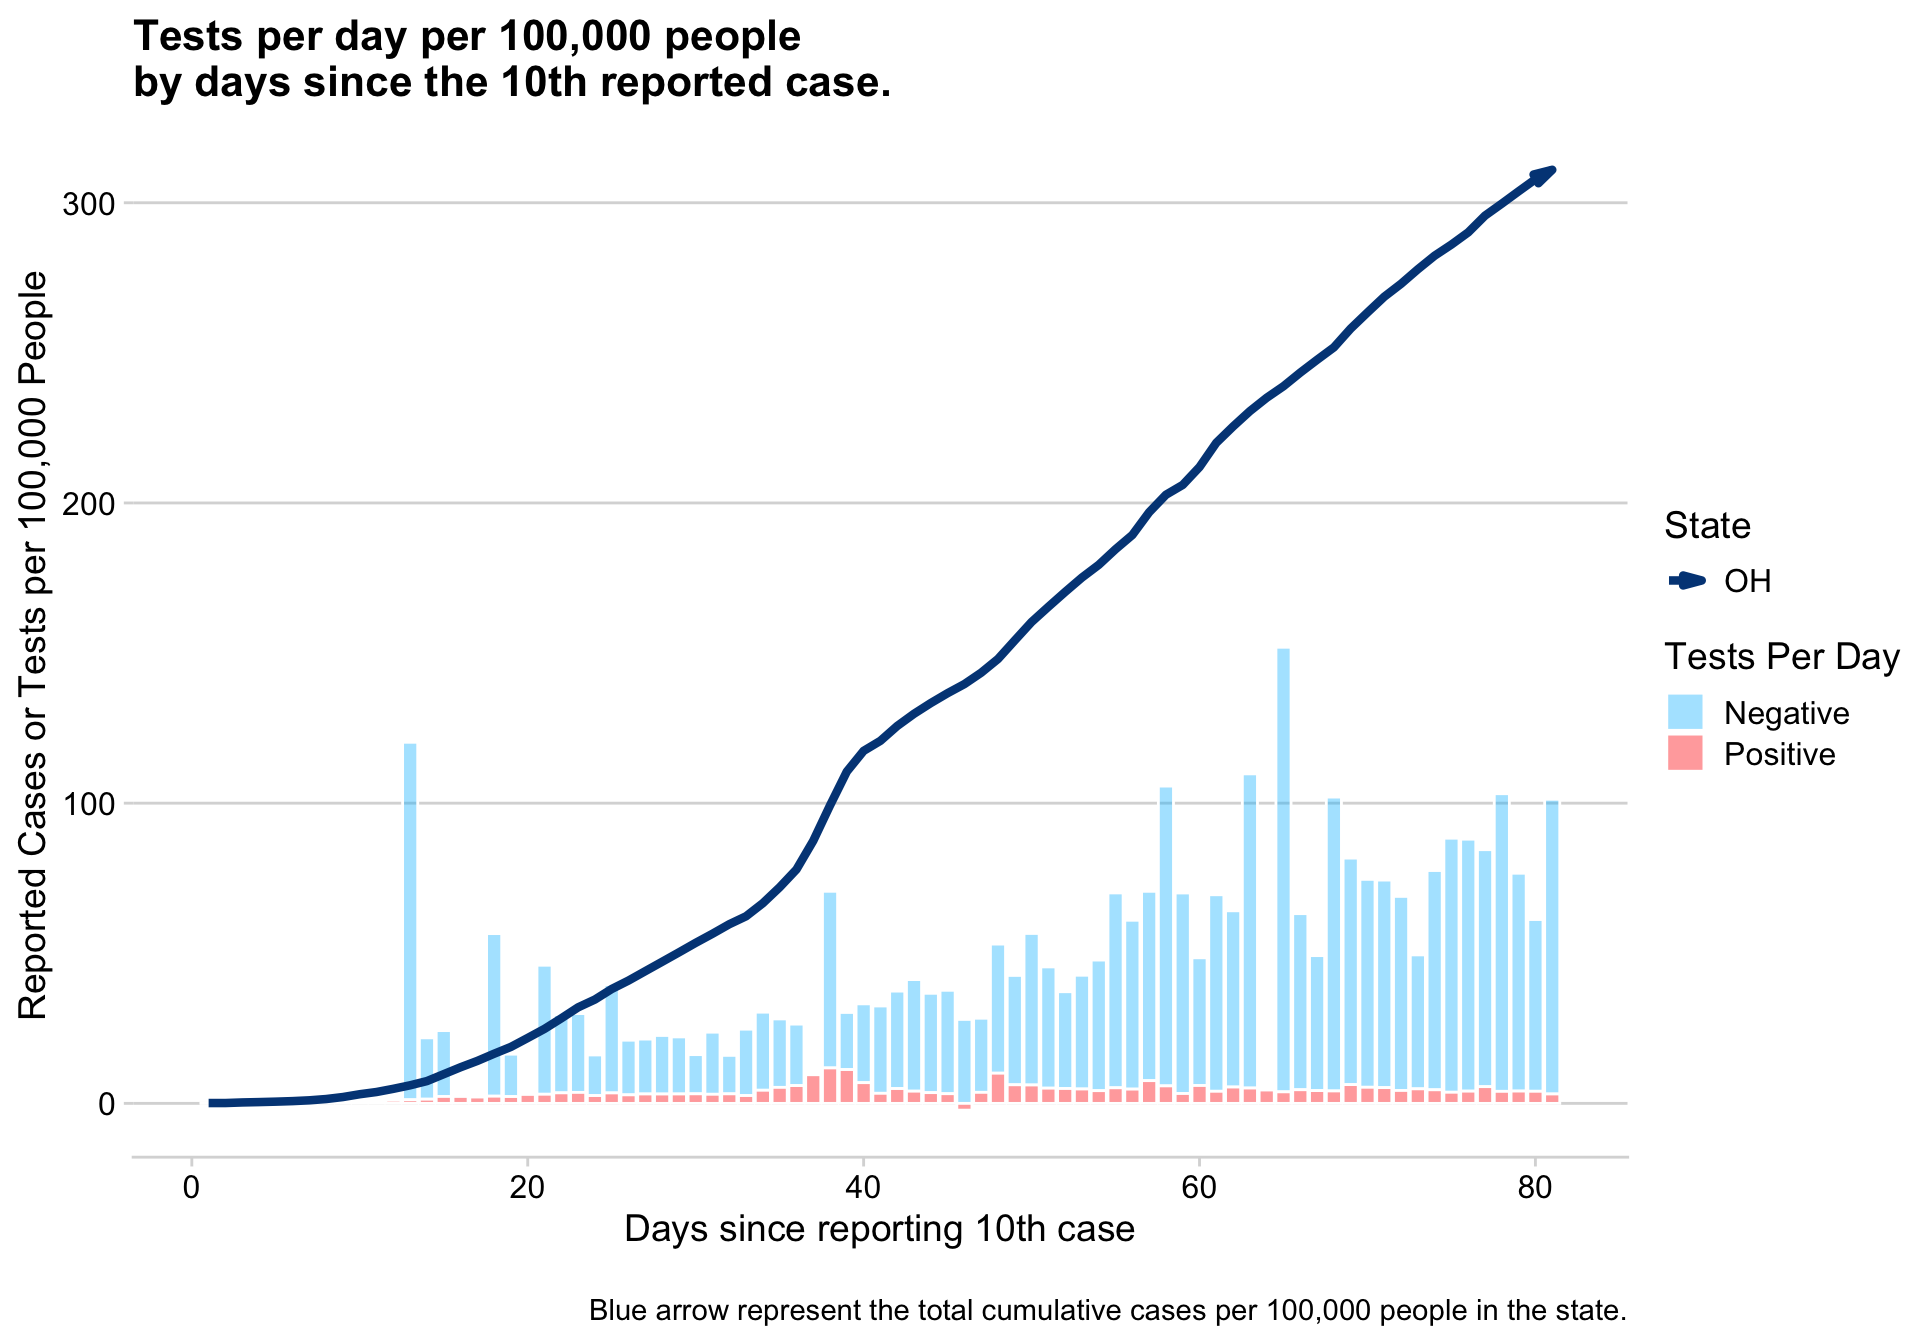 Tests per day per 100,000 people
by days since the 10th reported case.
Reported Cases or Tests per 100,000 People
300
200
100
0
0 20 40 60 80
Days since reporting 10th case
State
OH
Tests Per Day
Negative
Positive
Blue arrow represent the total cumulative cases per 100,000 people in the state.